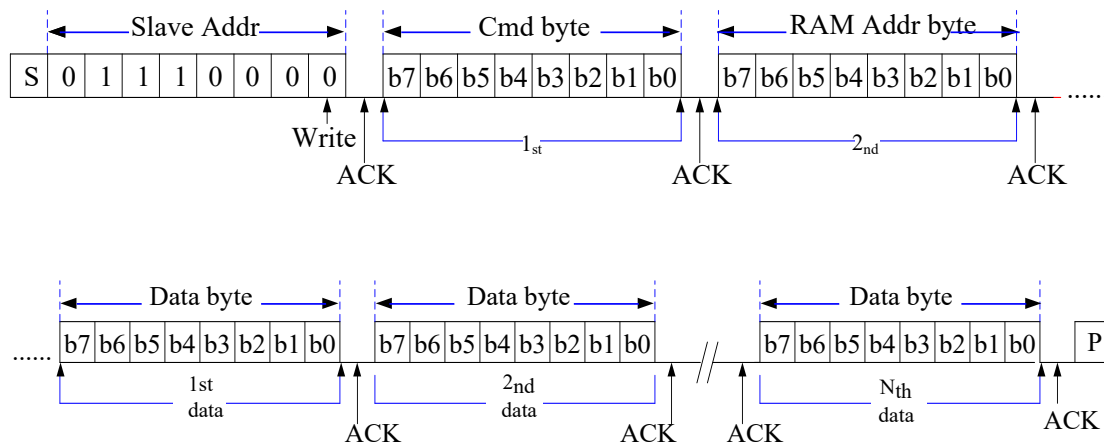 Slave Addr Cmd byte RAM Addr byte
S 0 1 1 1 0 0 0 0 b7 b6 b5 b4 b3 b2 b1 b0 b7 b6 b5 b4 b3 b2 b1 b0 .....
Write 1st 2nd
ACK ACK ACK
Data byte Data byte Data byte
...... b7 b6 b5 b4 b3 b2 b1 b0 b7 b6 b5 b4 b3 b2 b1 b0 // b7 b6 b5 b4 b3 b2 b1 b0 P
1st 2nd Nth
data data data
ACK ACK ACK ACK